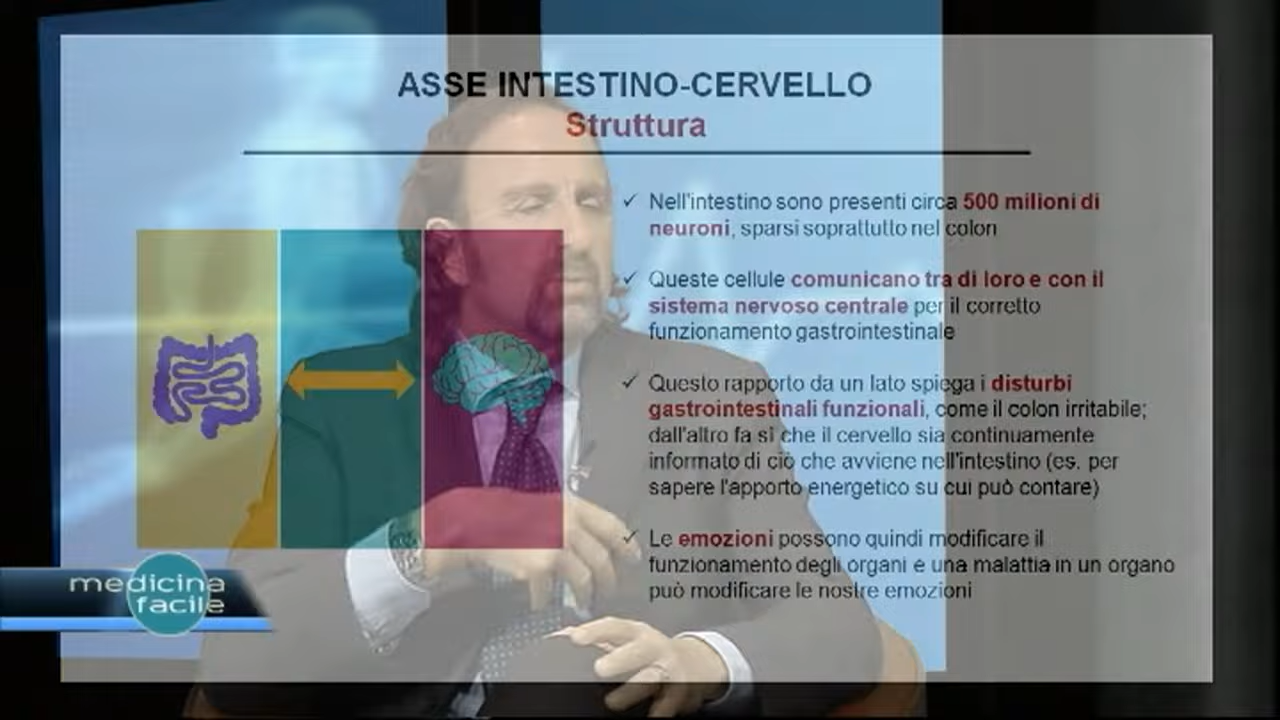 ASSE INTESTINO-CERVELLO
Struttura
✓ Nell'intestino sono presenti circa 500 milioni di
neuroni, sparsi soprattutto nel colon
✓ Queste cellule comunicano tra di loro e con il
sistema nervoso centrale per il corretto
funzionamento gastrointestinale
✓ Questo rapporto da un lato spiega i disturbi
gastrointestinali funzionali, come il colon irritabile;
dall'altro fa sì che il cervello sia continuamente
informato di ciò che avviene nell'intestino (es. per
sapere l'apporto energetico su cui può contare)
✓ Le emozioni possono quindi modificare il
funzionamento degli organi e una malattia in un organo
può modificare le nostre emozioni
medicina
facile